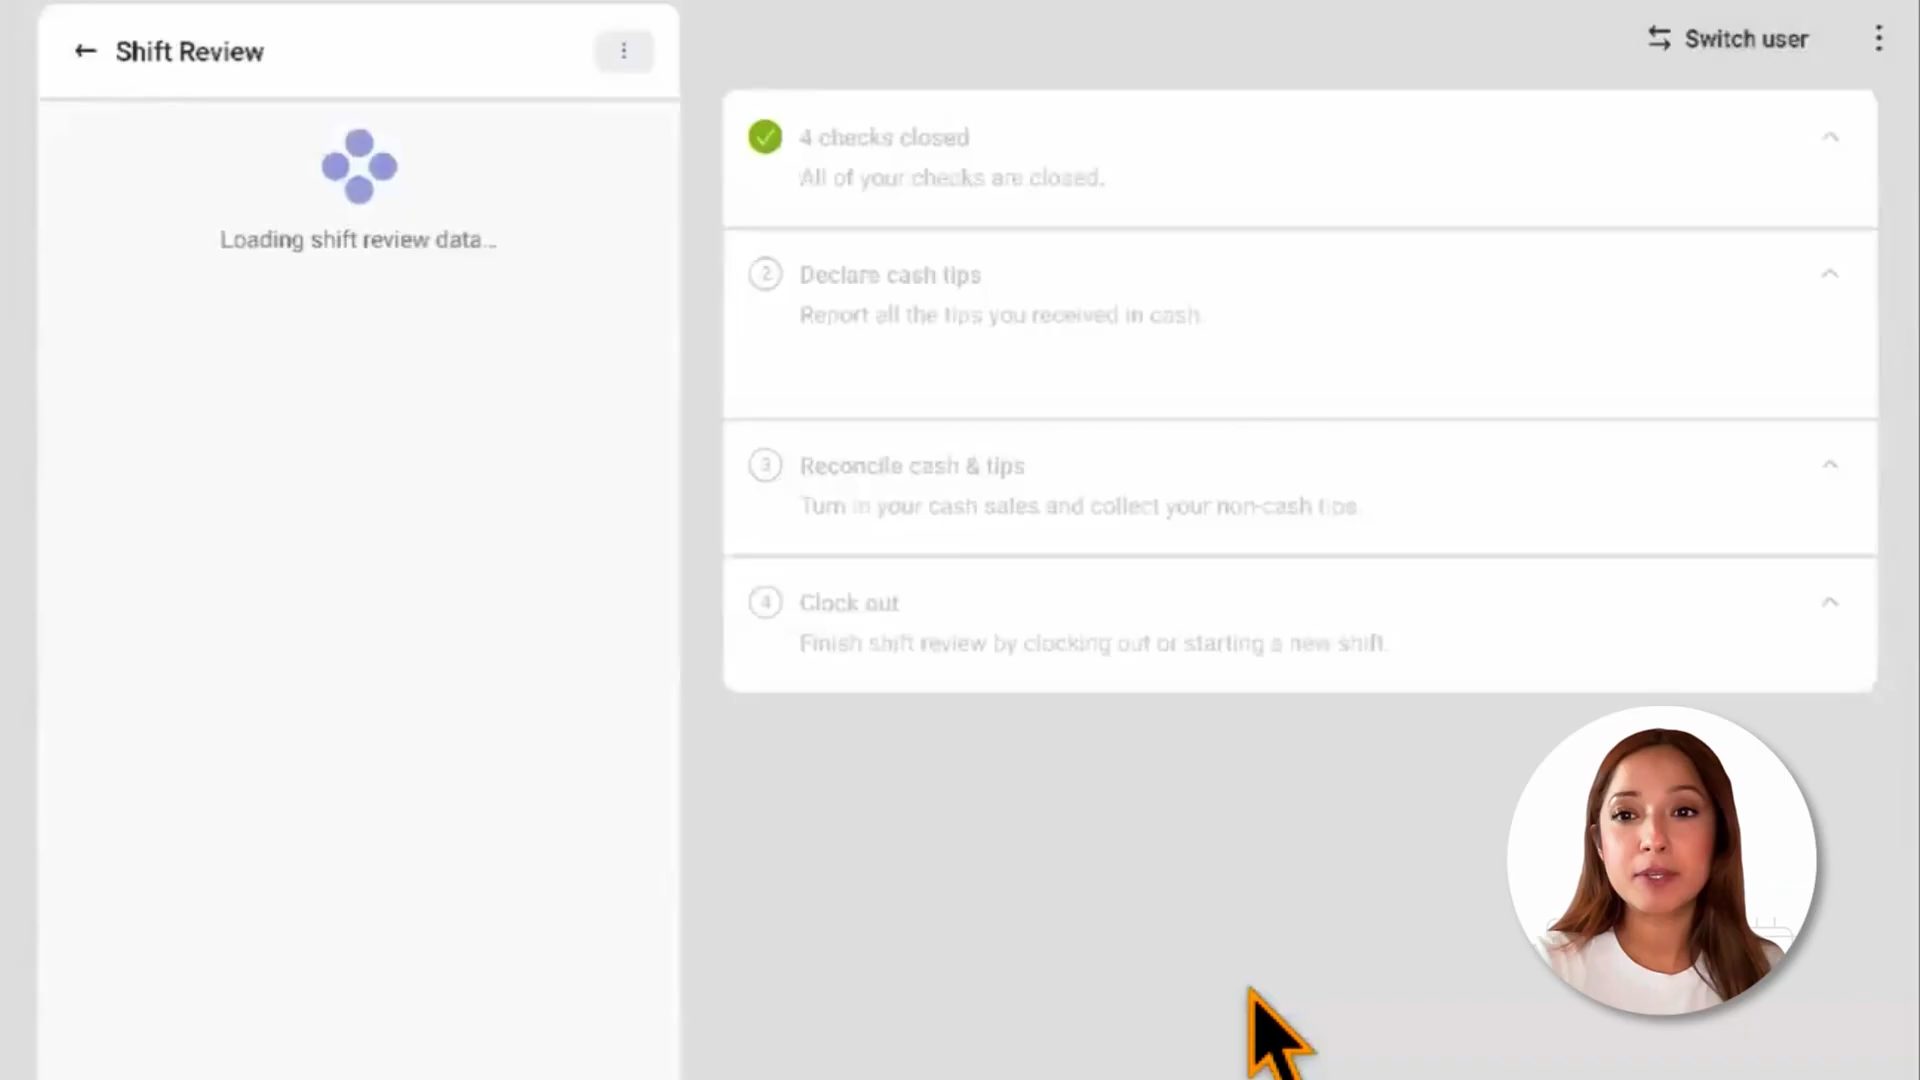 Shift Review
Loading shift review data...
Switch user
4 checks closed
All of your checks are closed.
2
Declare cash tips
Report all the tips you received in cash.
3
Reconcile cash & tips
Turn in your cash sales and collect your non-cash tips.
4
Clock out
Finish shift review by clocking out or starting a new shift.